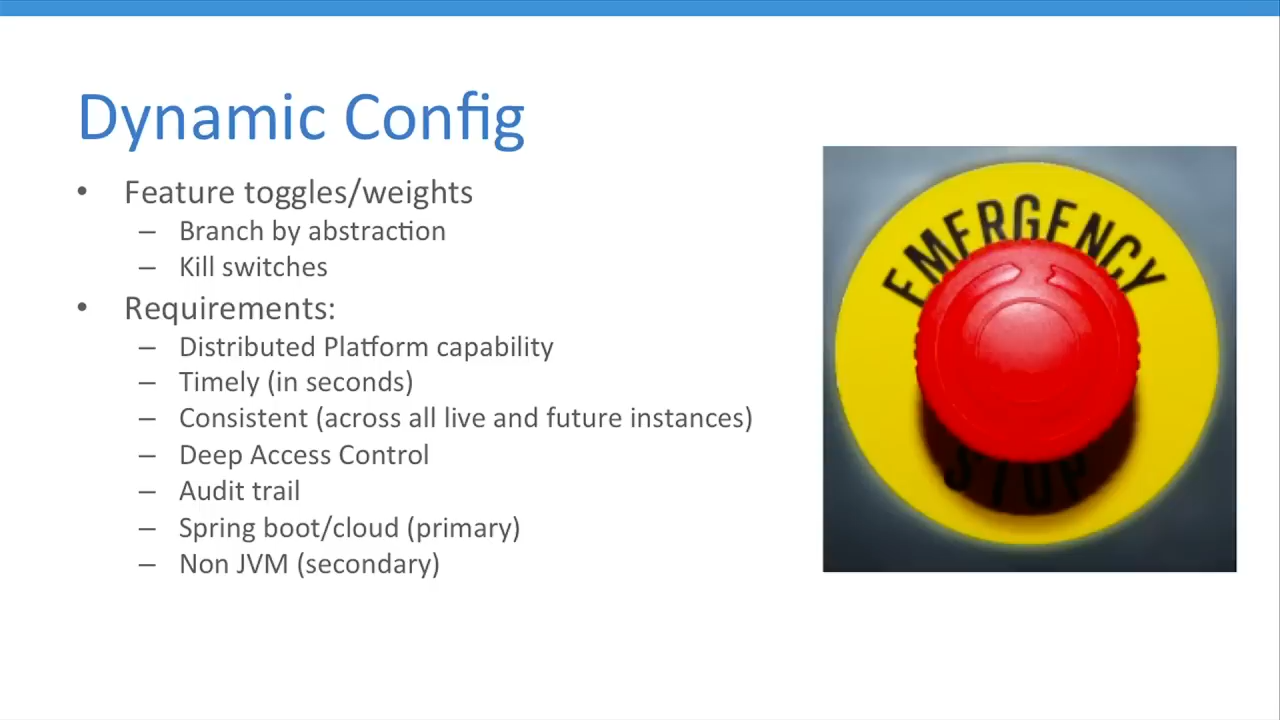 Dynamic Config
• Feature toggles/weights
– Branch by abstraction
– Kill switches
• Requirements:
– Distributed Platform capability
– Timely (in seconds)
– Consistent (across all live and future instances)
– Deep Access Control
– Audit trail
– Spring boot/cloud (primary)
– Non JVM (secondary)
EMERGENCY
STOP